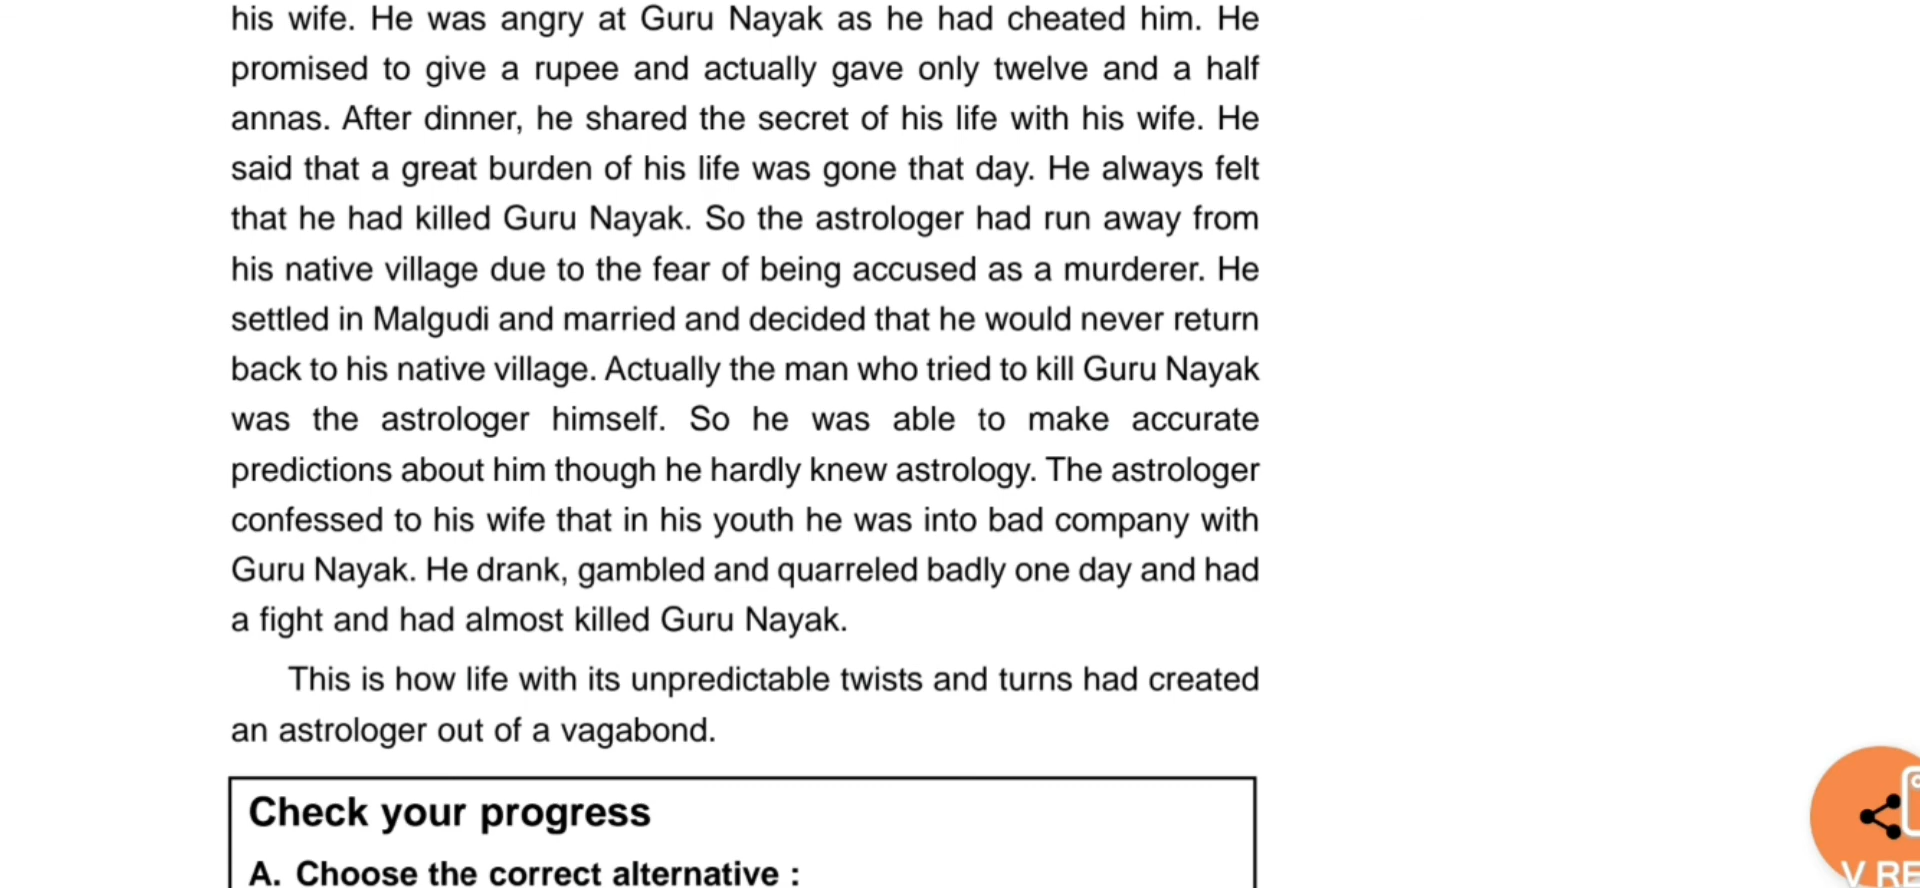 his wife. He was angry at Guru Nayak as he had cheated him. He
promised to give a rupee and actually gave only twelve and a half
annas. After dinner, he shared the secret of his life with his wife. He
said that a great burden of his life was gone that day. He always felt
that he had killed Guru Nayak. So the astrologer had run away from
his native village due to the fear of being accused as a murderer. He
settled in Malgudi and married and decided that he would never return
back to his native village. Actually the man who tried to kill Guru Nayak
was the astrologer himself. So he was able to make accurate
predictions about him though he hardly knew astrology. The astrologer
confessed to his wife that in his youth he was into bad company with
Guru Nayak. He drank, gambled and quarreled badly one day and had
a fight and had almost killed Guru Nayak.
This is how life with its unpredictable twists and turns had created
an astrologer out of a vagabond.
Check your progress
A. Choose the correct alternative :
V RE